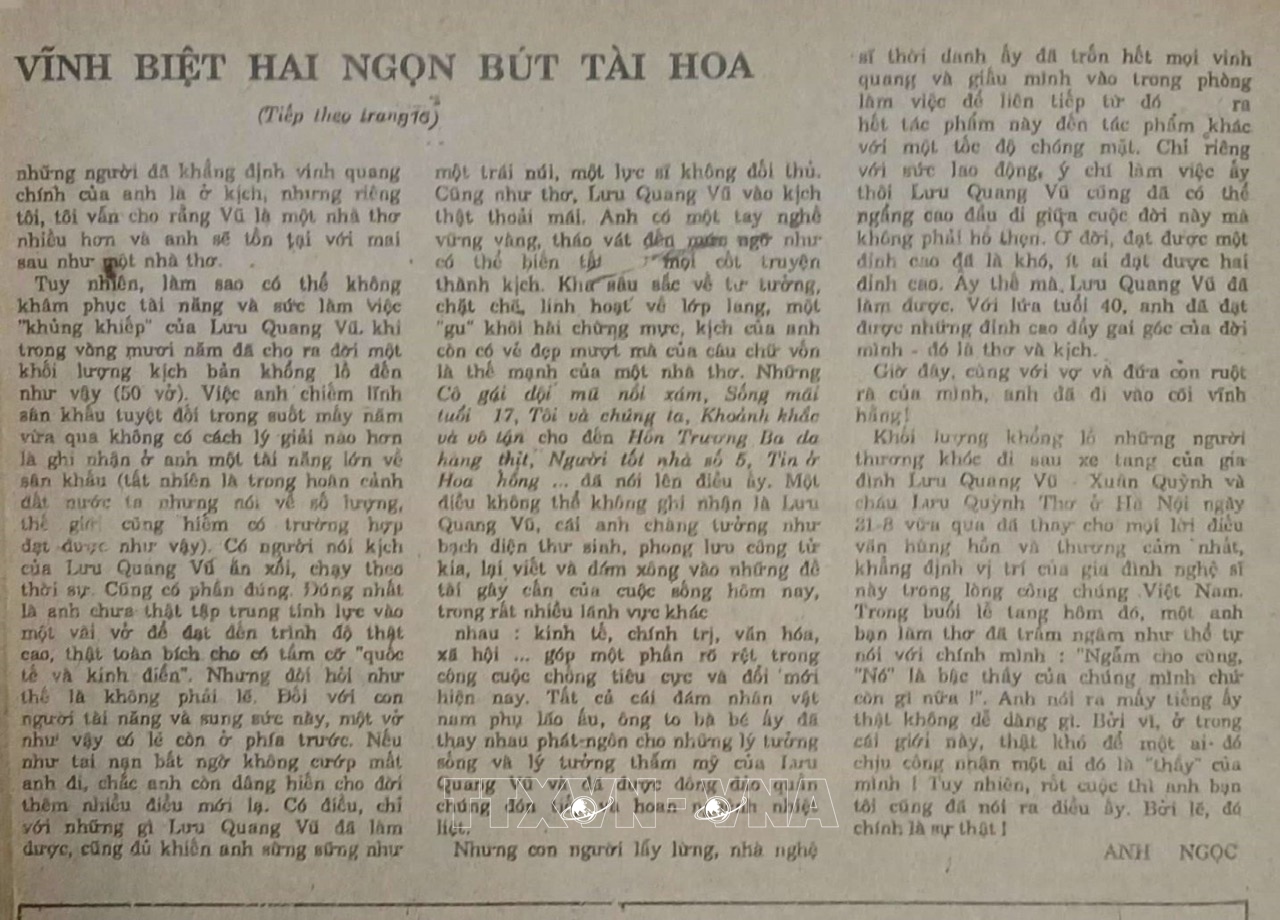 VĨNH BIỆT HAI NGỌN BÚT TÀI HOA
(Tiếp theo trang 16)
những người đã khẳng định vinh quang
chính của anh là ở kịch, nhưng riêng
tôi, tôi vẫn cho rằng Vũ là một nhà thơ
nhiều hơn và anh sẽ tồn tại với mai
sau như một nhà thơ.
Tuy nhiên, làm sao có thể không
khâm phục tài năng và sức làm việc
"khủng khiếp" của Lưu Quang Vũ, khi
trong vòng mươi năm đã cho ra đời một
khối lượng kịch bản khổng lồ đến
như vậy (50 vở). Việc anh chiếm lĩnh
sân khấu tuyệt đối trong suốt mấy năm
vừa qua không có cách lý giải nào hơn
là ghi nhận ở anh một tài năng lớn về
sân khấu (tất nhiên là trong hoàn cảnh
đất nước ta nhưng nói về số lượng,
thế giới cũng hiếm có trường hợp
đạt được như vậy). Có người nói kịch
của Lưu Quang Vũ ăn xổi, chạy theo
thời sự. Cũng có phần đúng. Đúng nhất
là anh chưa thật tập trung tinh lực vào
một vài vở để đạt đến trình độ thật
cao, thật toàn bích cho có tầm cỡ "quốc
tế và kinh điển". Nhưng đòi hỏi như
thế là không phải lẽ. Đối với con
người tài năng và sung sức này, một vở
như vậy có lẽ còn ở phía trước. Nếu
như tai nạn bất ngờ không cướp mất
anh đi, chắc anh còn dâng hiến cho đời
thêm nhiều điều mới lạ. Có điều, chỉ
với những gì Lưu Quang Vũ đã làm
được, cũng đủ khiến anh sừng sững như
một trái núi, một lực sĩ không đối thủ.
Cũng như thơ, Lưu Quang Vũ vào kịch
thật thoải mái. Anh có một tay nghề
vững vàng, tháo vát đến mức ngỡ như
có thể biến tất mọi cốt truyện
thành kịch. Khá sâu sắc về tư tưởng,
chặt chẽ, linh hoạt về lớp lang, một
"gu" khôi hài chừng mực, kịch của anh
còn có vẻ đẹp mượt mà của câu chữ vốn
là thế mạnh của một nhà thơ. Những
Cô gái đội mũ nồi xám, Sống mãi
tuổi 17, Tôi và chúng ta, Khoảnh khắc
và vô tận cho đến Hồn Trương Ba da
hàng thịt, Người tốt nhà số 5, Tin ở
Hoa hồng ... đã nói lên điều ấy. Một
điều không thể không ghi nhận là Lưu
Quang Vũ, cái anh chàng tưởng như
bạch diện thư sinh, phong lưu công tử
kia, lại viết và dám xông vào những đề
tài gây cấn của cuộc sống hôm nay,
trong rất nhiều lãnh vực khác
nhau : kinh tế, chính trị, văn hóa,
xã hội ... góp một phần rõ rệt trong
công cuộc chống tiêu cực và đổi mới
hiện nay. Tất cả cái đám nhân vật
nam phụ lão ấu, ông to bà bé ấy đã
thay nhau phát-ngôn cho những lý tưởng
sống và lý tưởng thẩm mỹ của Lưu
Quang Vũ và đã được đông đảo quần
chúng đón hoan nhiệt
liệt.
Nhưng con người lẫy lừng, nhà nghệ
sĩ thời danh ấy đã trốn hết mọi vinh
quang và giấu mình vào trong phòng
làm việc để liên tiếp từ đó ra
hết tác phẩm này đến tác phẩm khác
với một tốc độ chóng mặt. Chỉ riêng
với sức lao động, ý chí làm việc ấy
thôi Lưu Quang Vũ cũng đã có thể
ngẩng cao đầu đi giữa cuộc đời này mà
không phải hổ thẹn. Ở đời, đạt được một
đỉnh cao đã là khó, ít ai đạt được hai
đỉnh cao. Ấy thế mà Lưu Quang Vũ đã
làm được. Với lứa tuổi 40, anh đã đạt
được những đỉnh cao đầy gai góc của đời
mình - đó là thơ và kịch.
Giờ đây, cùng với vợ và đứa con ruột
rà của mình, anh đã đi vào cõi vĩnh
hằng!
Khối lượng khổng lồ những người
thương khóc đi sau xe tang của gia
đình Lưu Quang Vũ - Xuân Quỳnh và
cháu Lưu Quỳnh Thơ ở Hà Nội ngày
31-8 vừa qua đã thay cho mọi lời điếu
văn hùng hồn và thương cảm nhất,
khẳng định vị trí của gia đình nghệ sĩ
này trong lòng công chúng Việt Nam.
Trong buổi lễ tang hôm đó, một anh
bạn làm thơ đã trầm ngâm như thể tự
nói với chính mình : "Ngẫm cho cùng,
"Nó" là bậc thầy của chúng mình chứ
còn gì nữa !". Anh nói ra mấy tiếng ấy
thật không dễ dàng gì. Bởi vì, ở trong
cái giới này, thật khó để một ai đó
chịu công nhận một ai đó là "thầy" của
mình ! Tuy nhiên, rốt cuộc thì anh bạn
tôi cũng đã nói ra điều ấy. Bởi lẽ, đó
chính là sự thật !
ANH NGỌC
TTXVN-VNA